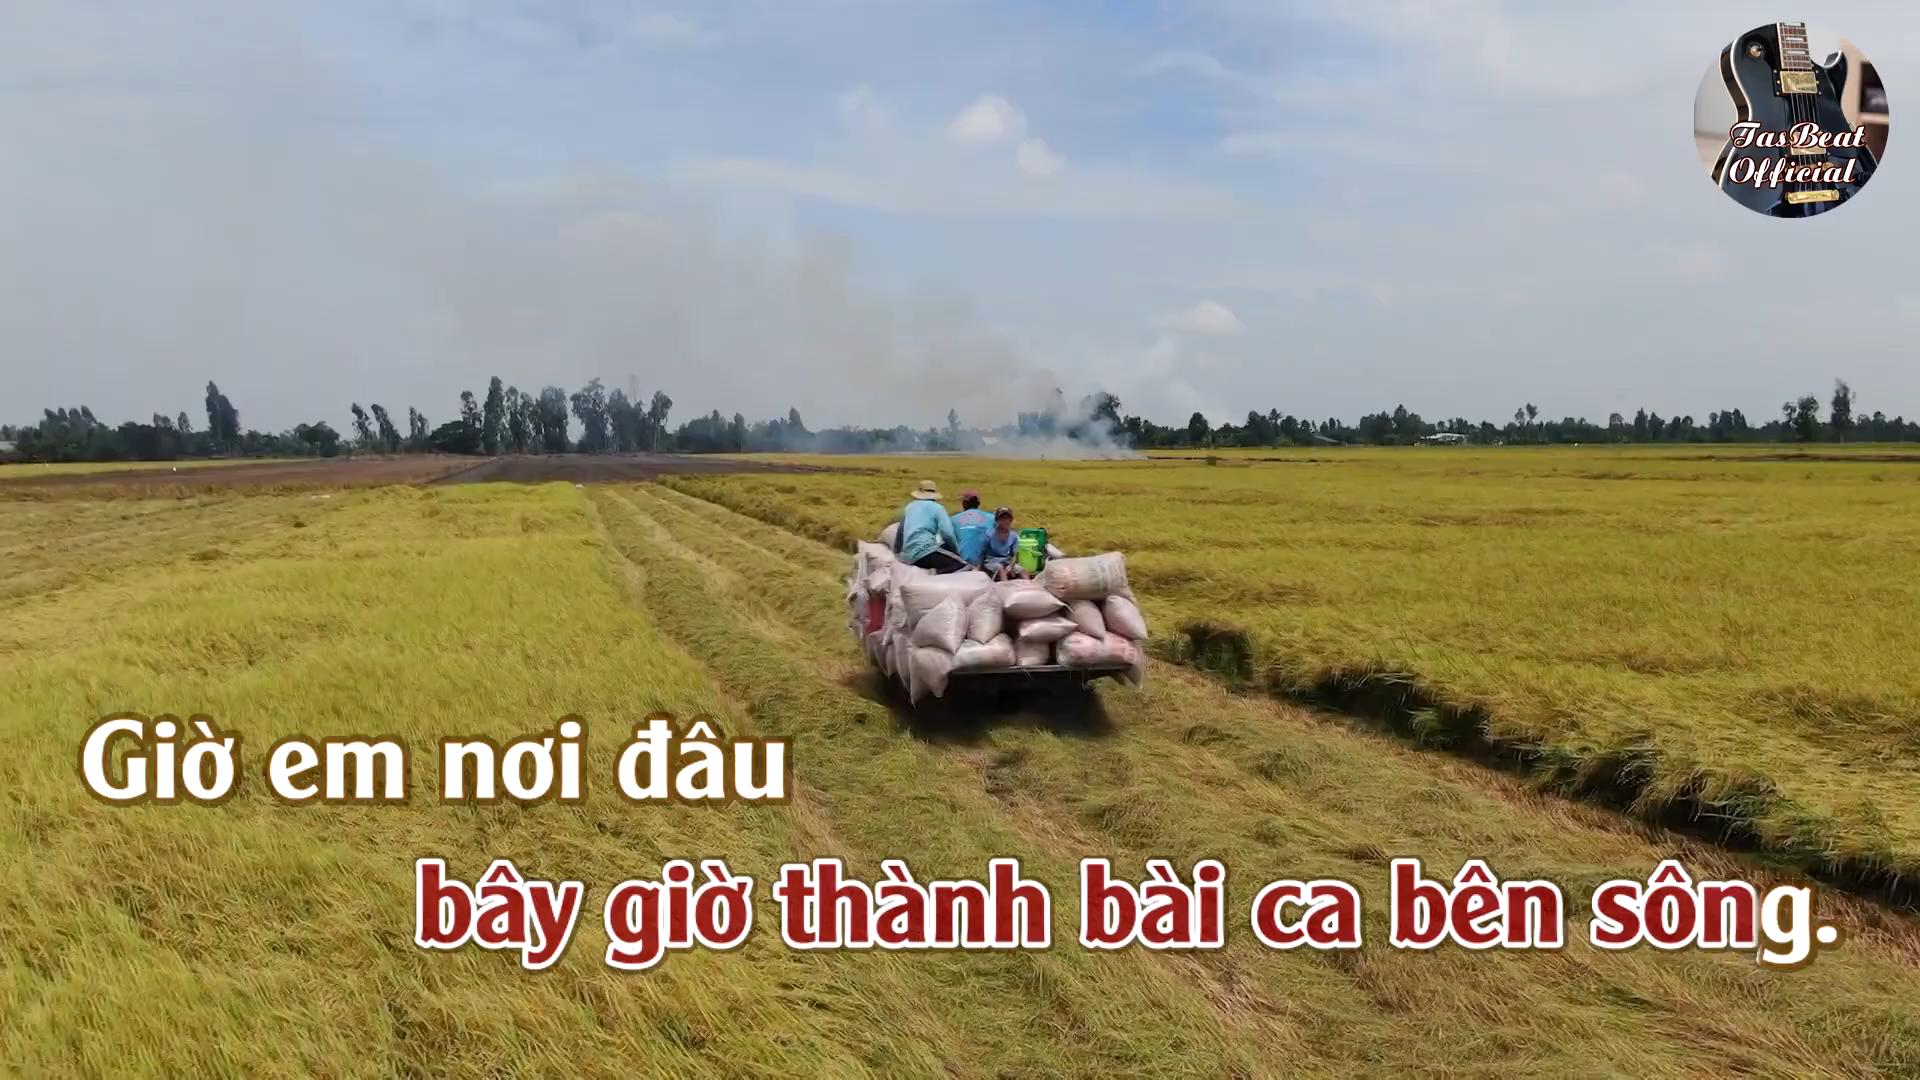 TasBeat
Official
Giờ em nơi đâu
bây giờ thành bài ca bên sông.